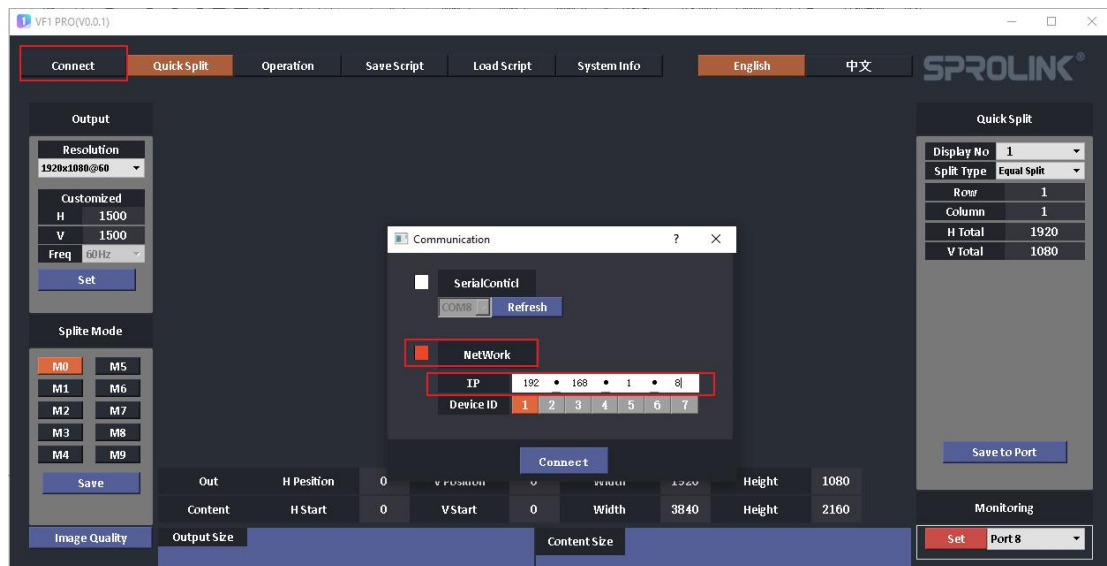 VF1 PRO(V0.0.1)
Connect Quick Split Operation Save Script Load Script System Info English 中文 SPROLINK®
Output
Resolution
1920x1080@60
Customized
H 1500
V 1500
Freq 60Hz
Set
Splite Mode
M0 M5
M1 M6
M2 M7
M3 M8
M4 M9
Save
Image Quality
Communication ?
SerialConticl
COM8 Refresh
NetWork
IP 192 • 168 • 1 • 8
Device ID 1 2 3 4 5 6 7
Connect
Out H Pesition 0 V Position 0 Width 1920 Height 1080
Content H Start 0 V Start 0 Width 3840 Height 2160
Output Size Content Size
Quick Split
Display No 1
Split Type Equal Split
Row 1
Column 1
H Total 1920
V Total 1080
Save to Port
Monitoring
Set Port 8